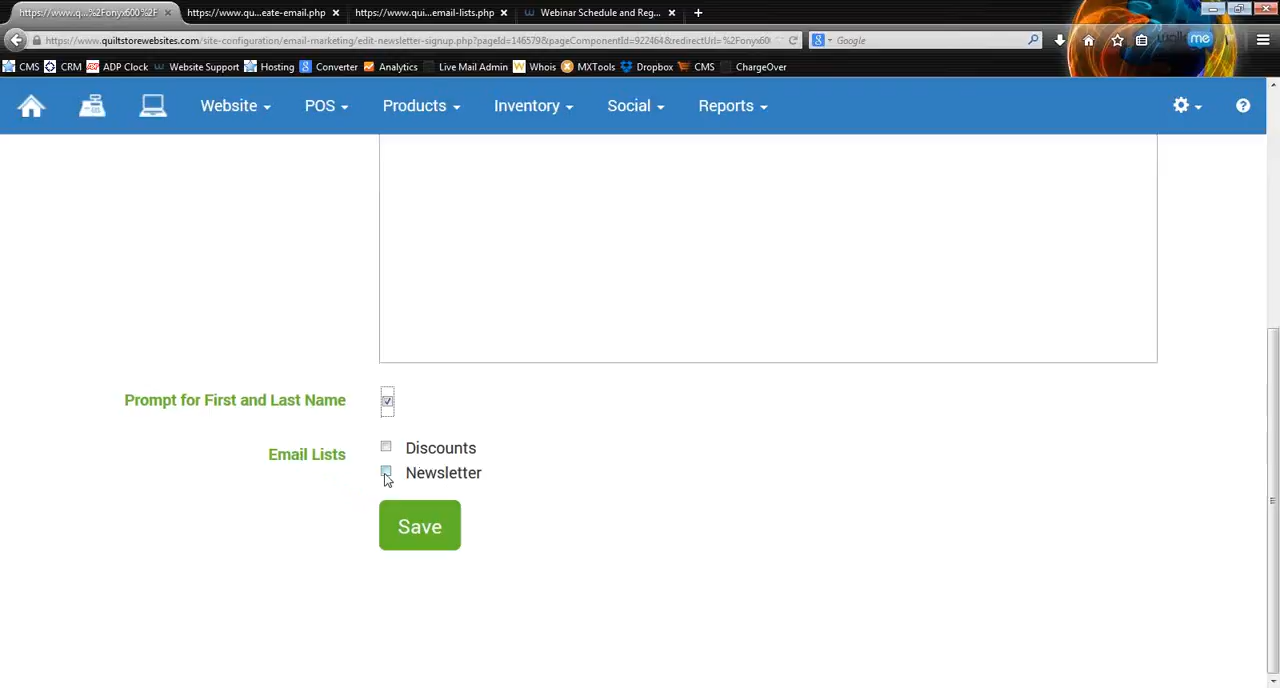 https://www.q...%2Fonyx600%2F
https://www.qu...eate-email.php
https://www.qui...email-lists.php
Webinar Schedule and Reg...
https://www.quiltstorewebsites.com/site-configuration/email-marketing/edit-newsletter-signup.php?pageId=146579&pageComponentId=922464&redirectUrl=%2Fonyx60
Google
me
CMS CRM ADP Clock Website Support Hosting Converter Analytics Live Mail Admin Whois MXTools Dropbox CMS ChargeOver
Website POS Products Inventory Social Reports
Prompt for First and Last Name
Email Lists
Discounts
Newsletter
Save